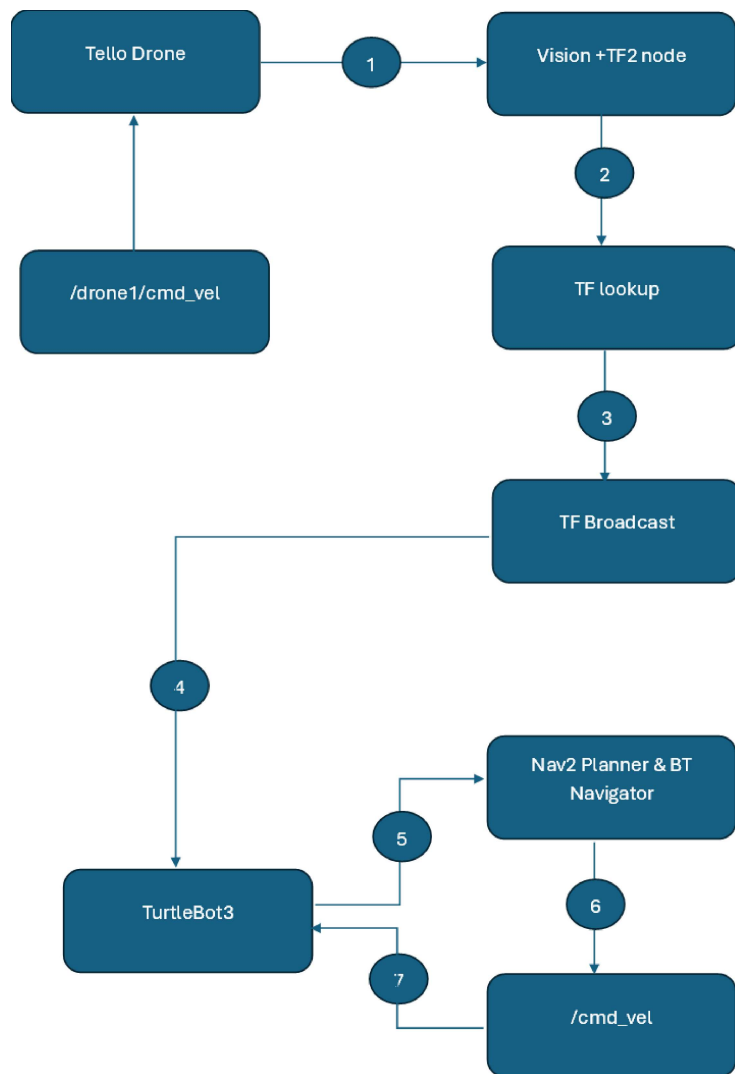 Tello Drone
1
Vision +TF2 node
2
/drone1/cmd_vel
TF lookup
3
TF Broadcast
4
Nav2 Planner & BT
Navigator
5
TurtleBot3
6
7
/cmd_vel